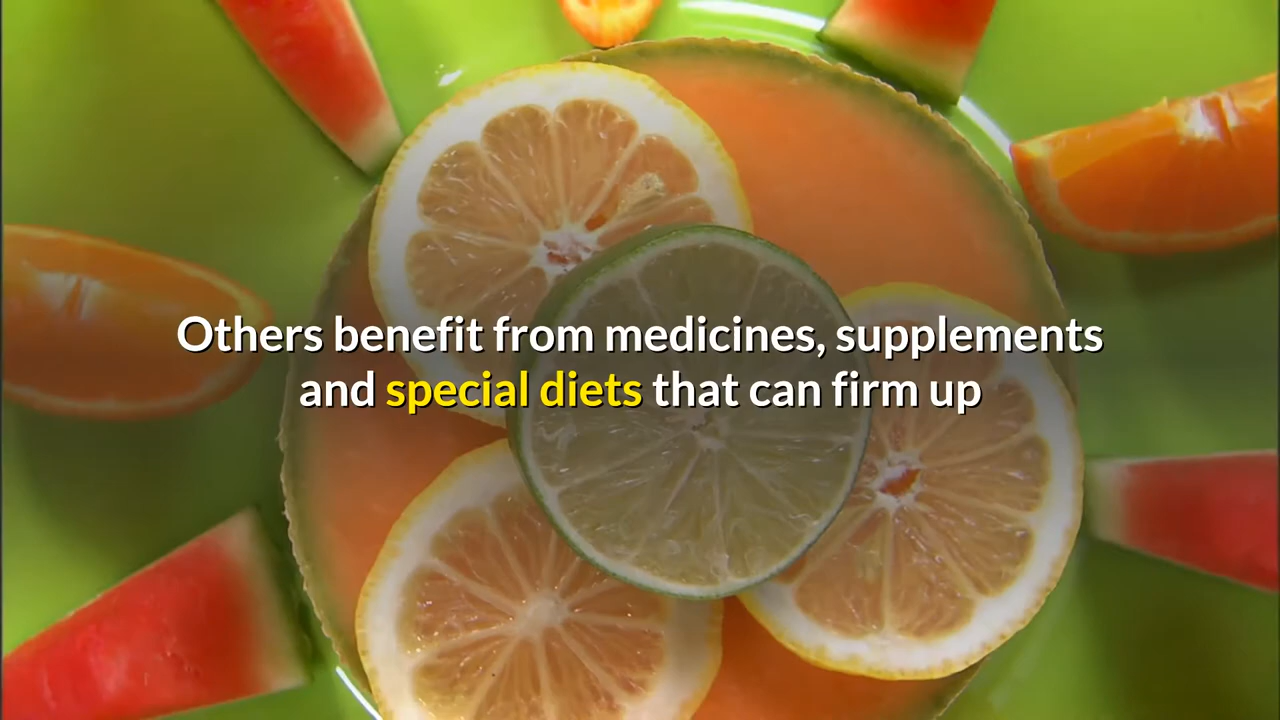 Others benefit from medicines, supplements
and special diets that can firm up